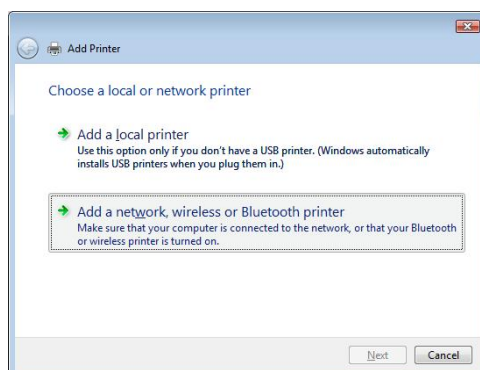 Add Printer
Choose a local or network printer
Add a local printer
Use this option only if you don't have a USB printer. (Windows automatically
installs USB printers when you plug them in.)
Add a network, wireless or Bluetooth printer
Make sure that your computer is connected to the network, or that your Bluetooth
or wireless printer is turned on.
Next Cancel